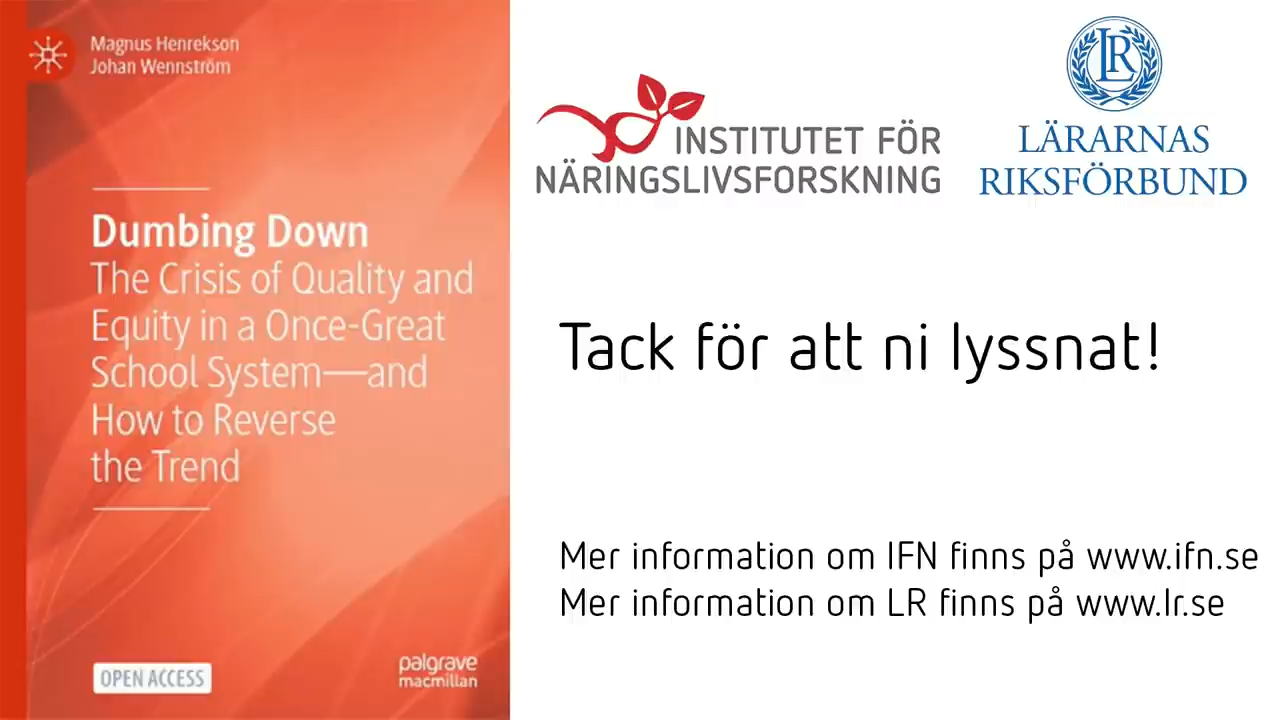 Magnus Henrekson
Johan Wennström
Dumbing Down
The Crisis of Quality and
Equity in a Once-Great
School System—and
How to Reverse
the Trend
OPEN ACCESS
palgrave
macmillan
INSTITUTET FÖR
NÄRINGSLIVSFORSKNING
LR
LÄRARNAS
RIKSFÖRBUND
Tack för att ni lyssnat!
Mer information om IFN finns på www.ifn.se
Mer information om LR finns på www.lr.se